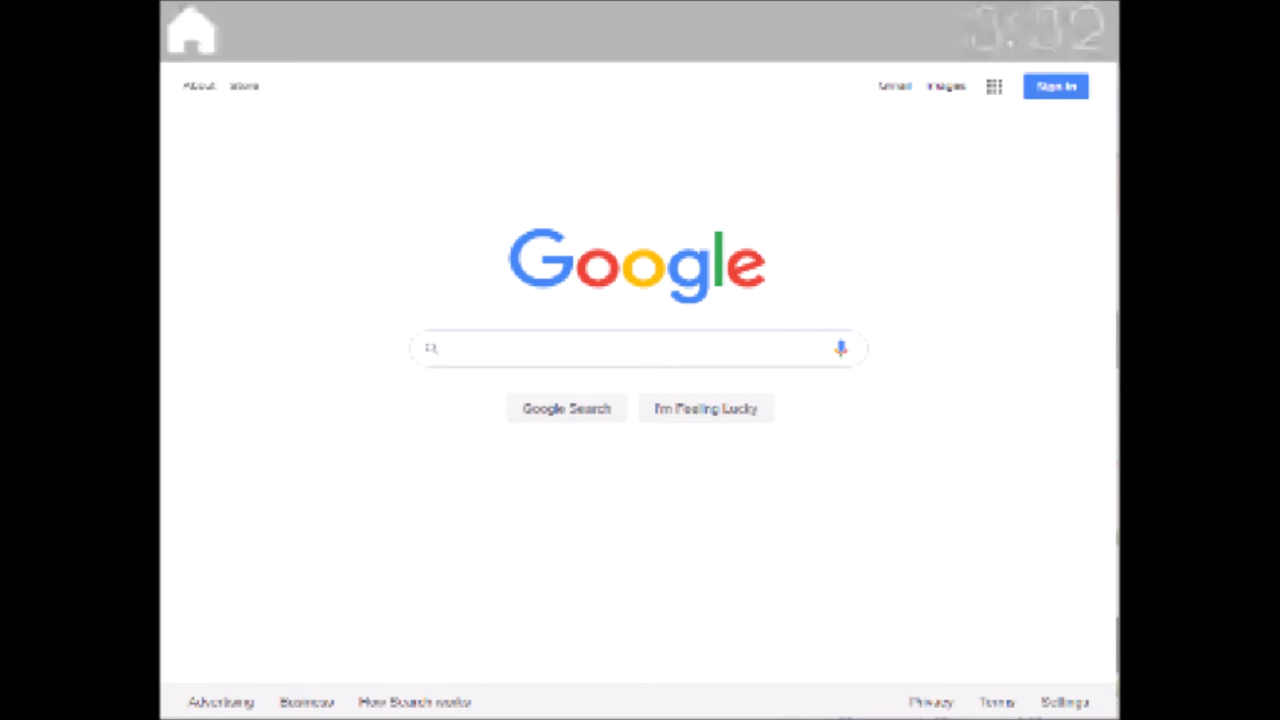 3:32
About Store Gmail Images Sign in
Google
Google Search I'm Feeling Lucky
Advertising Business How Search works Privacy Terms Settings